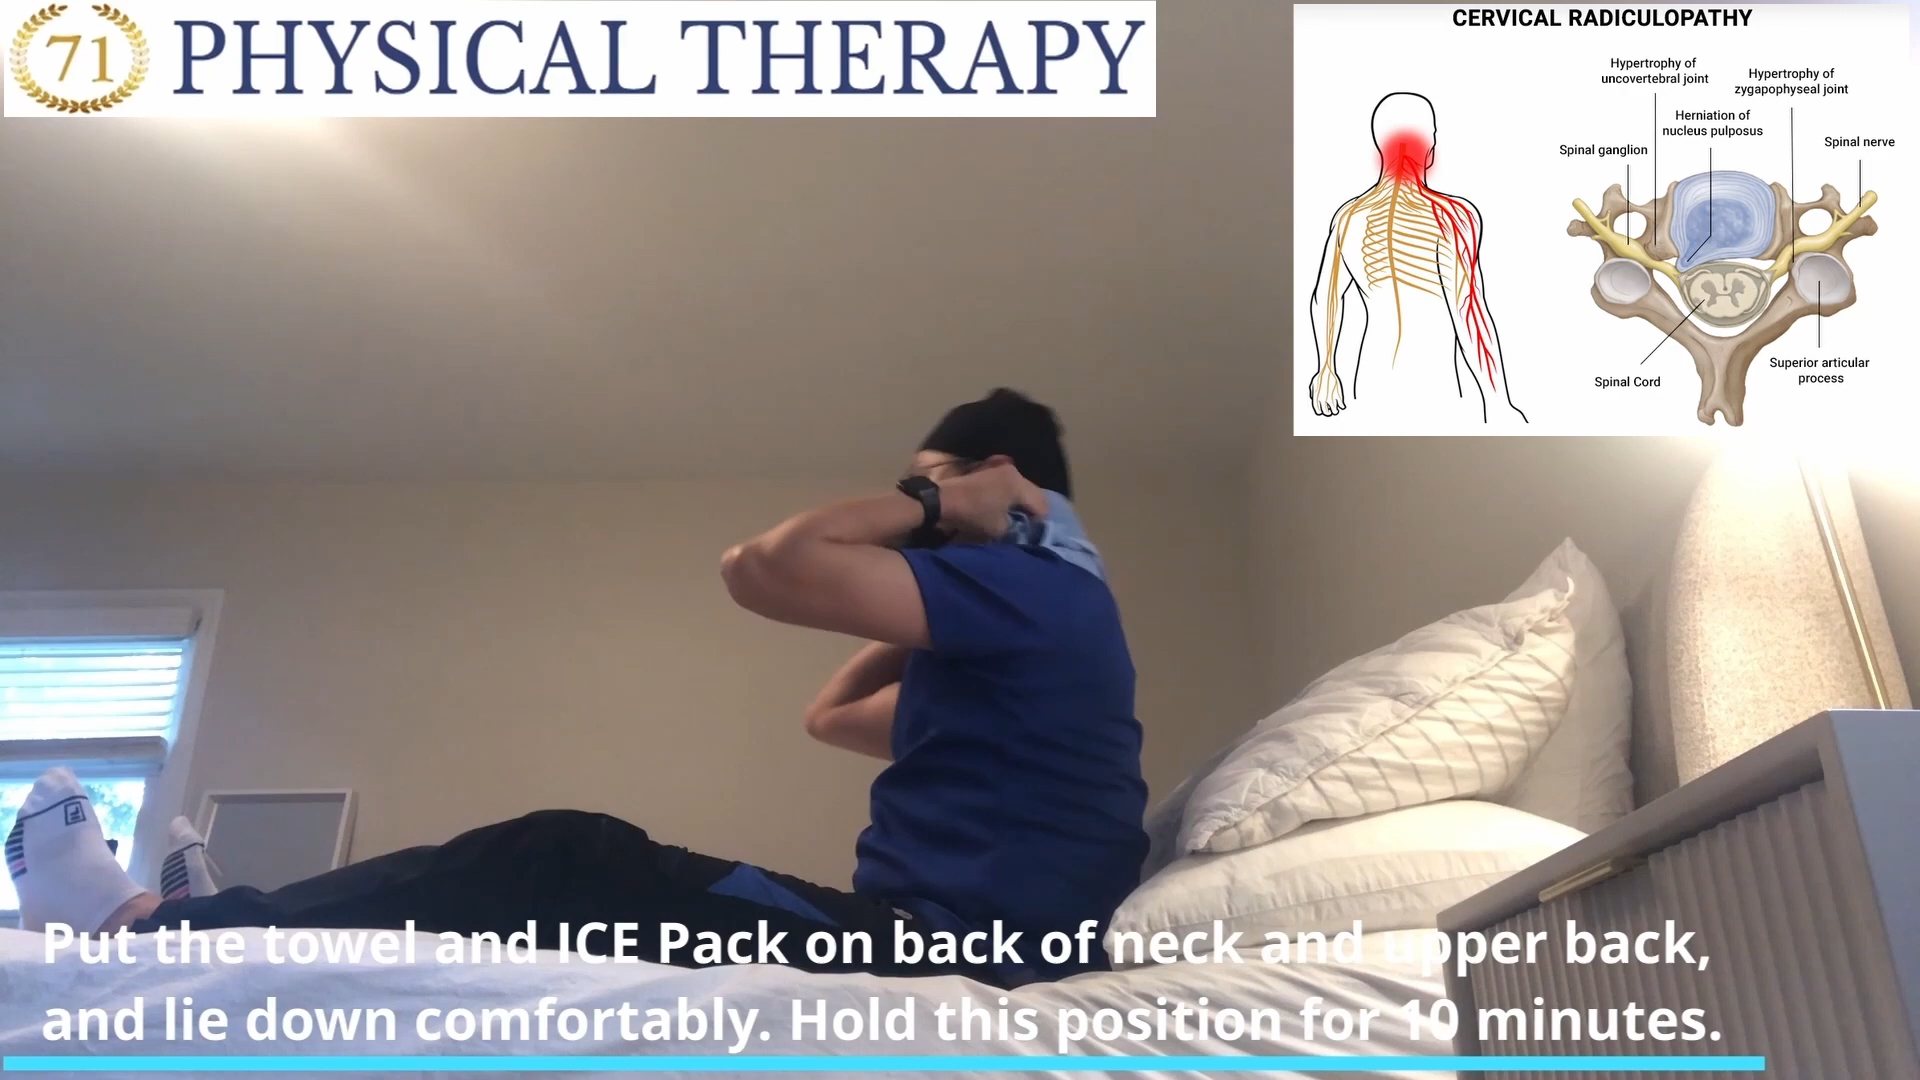 71 PHYSICAL THERAPY
CERVICAL RADICULOPATHY
Hypertrophy of
uncovertebral joint
Hypertrophy of
zygapophyseal joint
Herniation of
nucleus pulposus
Spinal ganglion
Spinal nerve
Spinal Cord
Superior articular
process
Put the towel and ICE Pack on back of neck and upper back,
and lie down comfortably. Hold this position for 10 minutes.